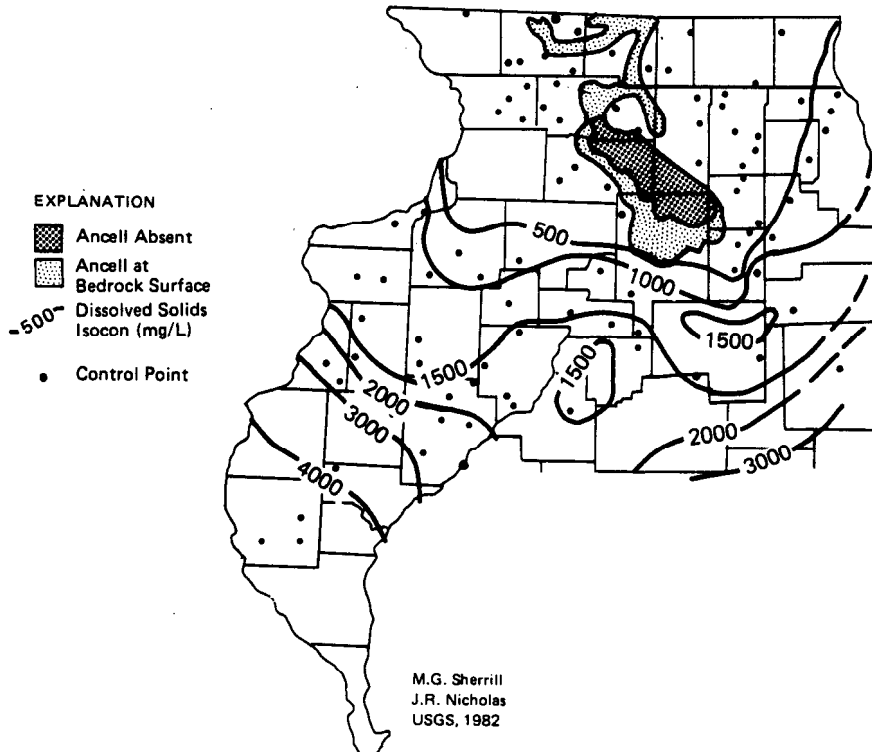 EXPLANATION
Ancell Absent
Ancell at
Bedrock Surface
-500-
Dissolved Solids
Isocon (mg/L)
Control Point
500
1000
1500
1500
1500
2000
3000
4000
2000
3000
M.G. Sherrill
J.R. Nicholas
USGS, 1982